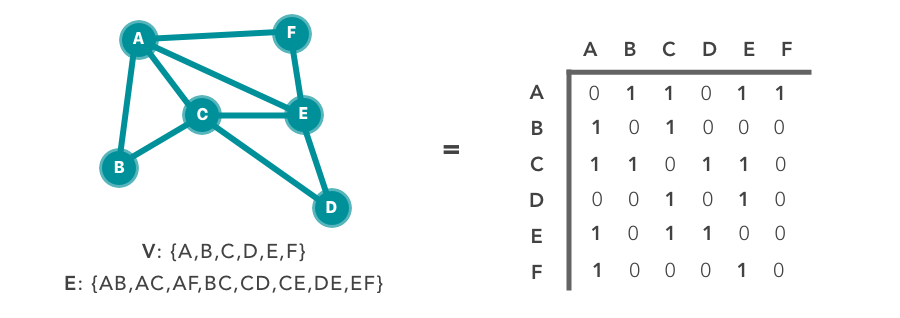 A
F
C
E
B
D
V: {A,B,C,D,E,F}
E: {AB,AC,AF,BC,CD,CE,DE,EF}
=
A B C D E F
A 0 1 1 0 1 1
B 1 0 1 0 0 0
C 1 1 0 1 1 0
D 0 0 1 0 1 0
E 1 0 1 1 0 0
F 1 0 0 0 1 0